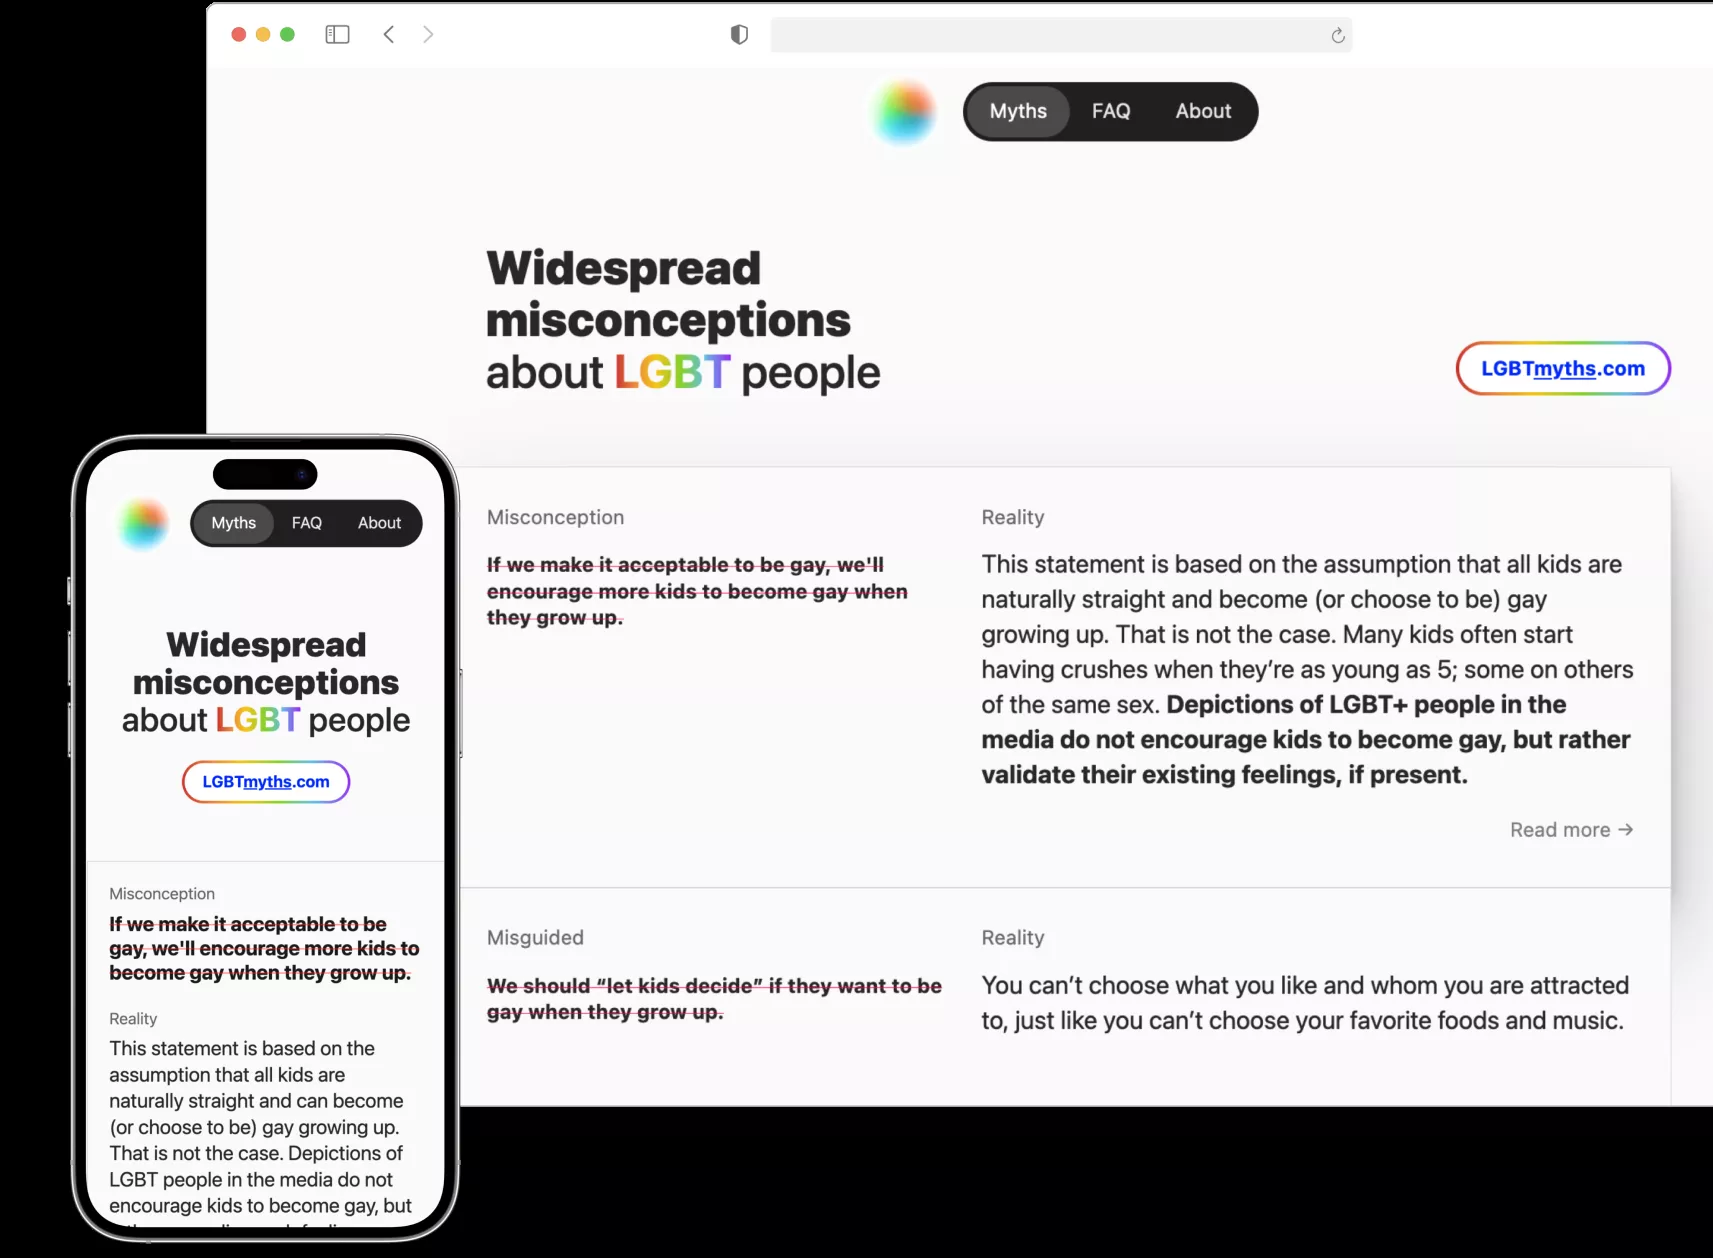 Myths FAQ About
Widespread
misconceptions
about LGBT people
LGBTmyths.com
Misconception
If we make it acceptable to be gay, we'll
encourage more kids to become gay when
they grow up.
Reality
This statement is based on the assumption that all kids are
naturally straight and become (or choose to be) gay
growing up. That is not the case. Many kids often start
having crushes when they’re as young as 5; some on others
of the same sex. Depictions of LGBT+ people in the
media do not encourage kids to become gay, but rather
validate their existing feelings, if present.
Read more →
Misguided
We should “let kids decide” if they want to be
gay when they grow up.
Reality
You can’t choose what you like and whom you are attracted
to, just like you can’t choose your favorite foods and music.
Myths FAQ About
Widespread
misconceptions
about LGBT people
LGBTmyths.com
Misconception
If we make it acceptable to be
gay, we'll encourage more kids to
become gay when they grow up.
Reality
This statement is based on the
assumption that all kids are
naturally straight and can become
(or choose to be) gay growing up.
That is not the case. Depictions of
LGBT people in the media do not
encourage kids to become gay, but